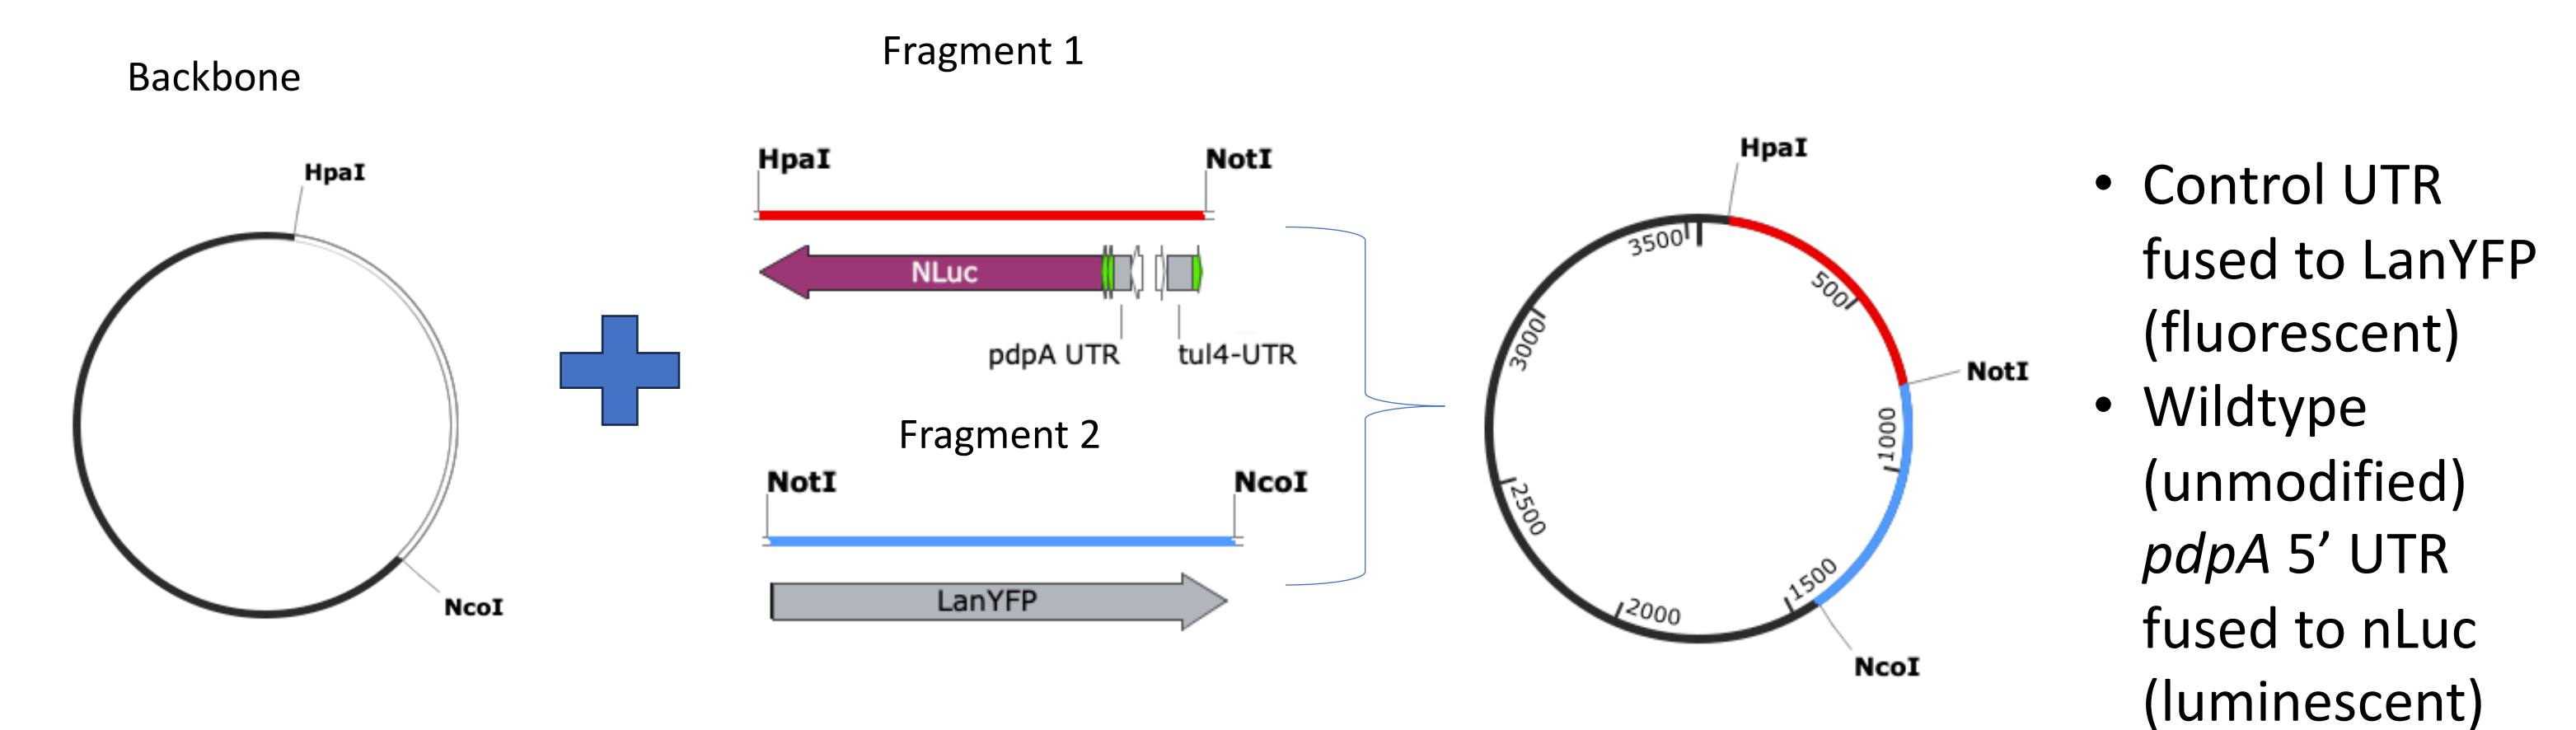 Backbone
HpaI
NcoI
Fragment 1
HpaI
NotI
NLuc
pdpA UTR
tul4-UTR
Fragment 2
NotI
NcoI
LanYFP
HpaI
NotI
NcoI
500
1000
1500
2000
2500
3000
3500
• Control UTR
fused to LanYFP
(fluorescent)
• Wildtype
(unmodified)
pdpA 5’ UTR
fused to nLuc
(luminescent)